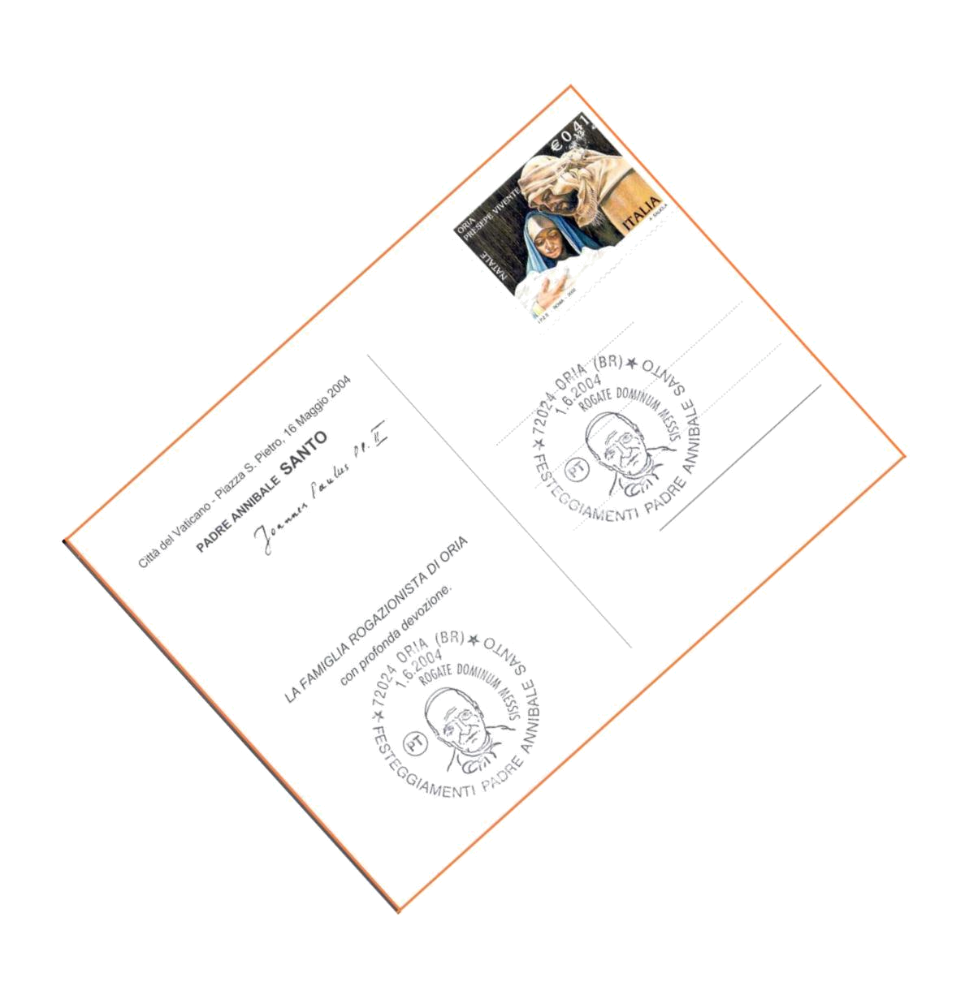 Città del Vaticano - Piazza S. Pietro, 16 Maggio 2004
PADRE ANNIBALE SANTO
Joannes Paulus pp. II
LA FAMIGLIA ROGAZIONISTA DI ORIA
con profonda devozione.
★ 72024 ORIA (BR) ★
1.6.2004
ROGATE DOMINUM MESSIS
PT
FESTEGGIAMENTI PADRE ANNIBALE SANTO
€ 0,41
ORIA
PRESEPE VIVENTE
NATALE
ITALIA
I.P.Z.S. - ROMA - 2002
★ 72024 ORIA (BR) ★
1.6.2004
ROGATE DOMINUM MESSIS
PT
FESTEGGIAMENTI PADRE ANNIBALE SANTO